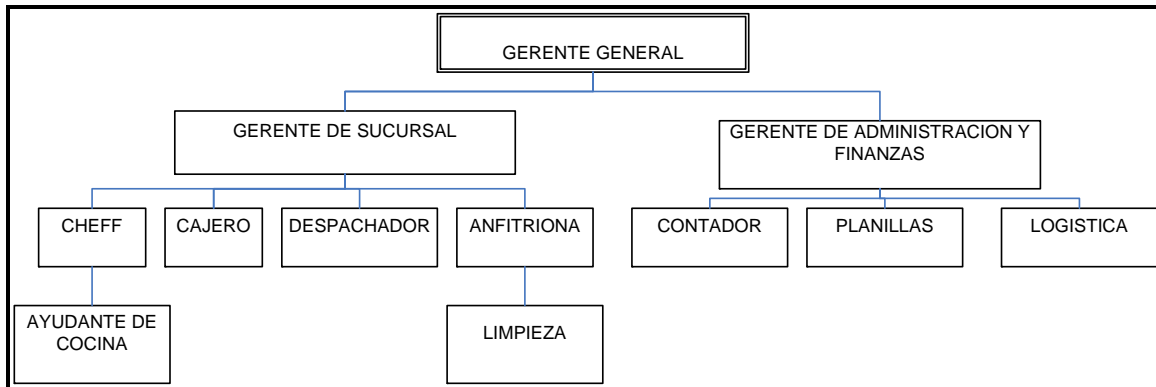 GERENTE GENERAL
GERENTE DE SUCURSAL
GERENTE DE ADMINISTRACION Y
FINANZAS
CHEFF
CAJERO
DESPACHADOR
ANFITRIONA
CONTADOR
PLANILLAS
LOGISTICA
AYUDANTE DE
COCINA
LIMPIEZA